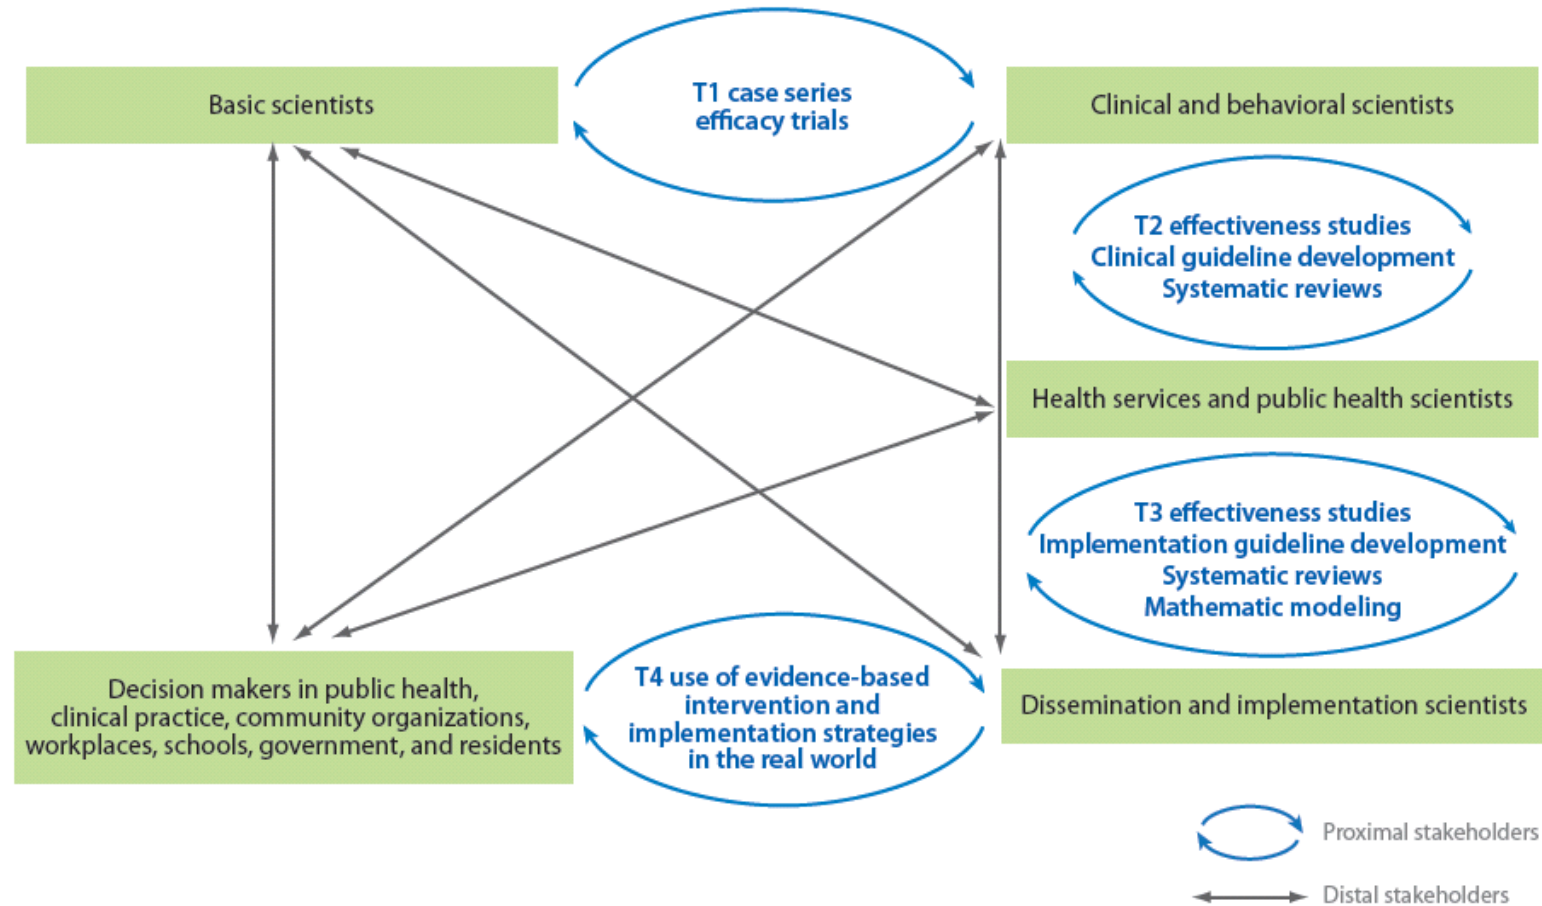 Basic scientists
T1 case series
efficacy trials
Clinical and behavioral scientists
T2 effectiveness studies
Clinical guideline development
Systematic reviews
Health services and public health scientists
T3 effectiveness studies
Implementation guideline development
Systematic reviews
Mathematic modeling
Decision makers in public health,
clinical practice, community organizations,
workplaces, schools, government, and residents
T4 use of evidence-based
intervention and
implementation strategies
in the real world
Dissemination and implementation scientists
Proximal stakeholders
Distal stakeholders